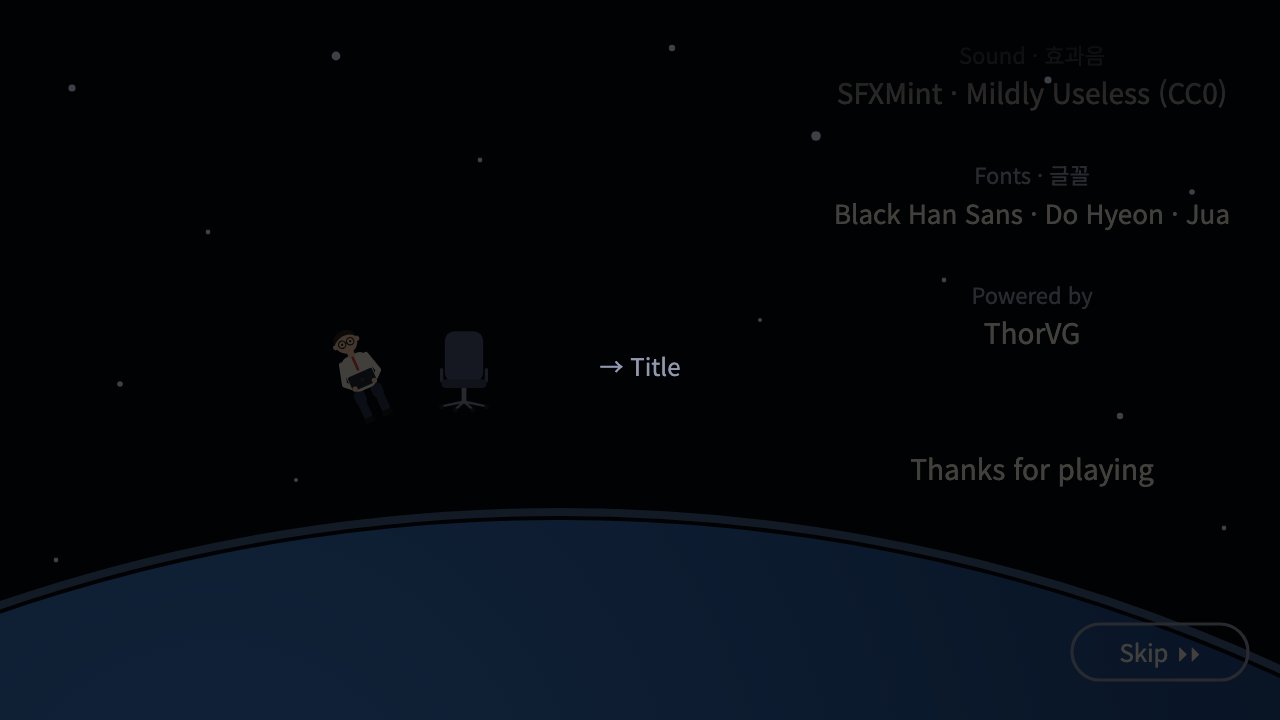 Sound · 효과음
SFXMint · Mildly Useless (CC0)
Fonts · 글꼴
Black Han Sans · Do Hyeon · Jua
Powered by
ThorVG
→ Title
Thanks for playing
Skip